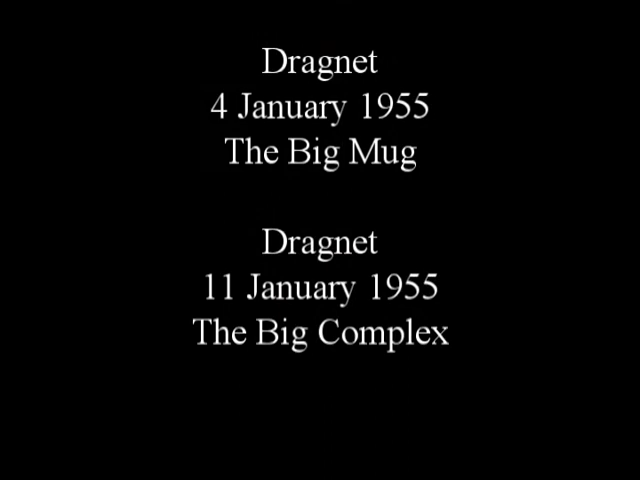 Dragnet
4 January 1955
The Big Mug
Dragnet
11 January 1955
The Big Complex